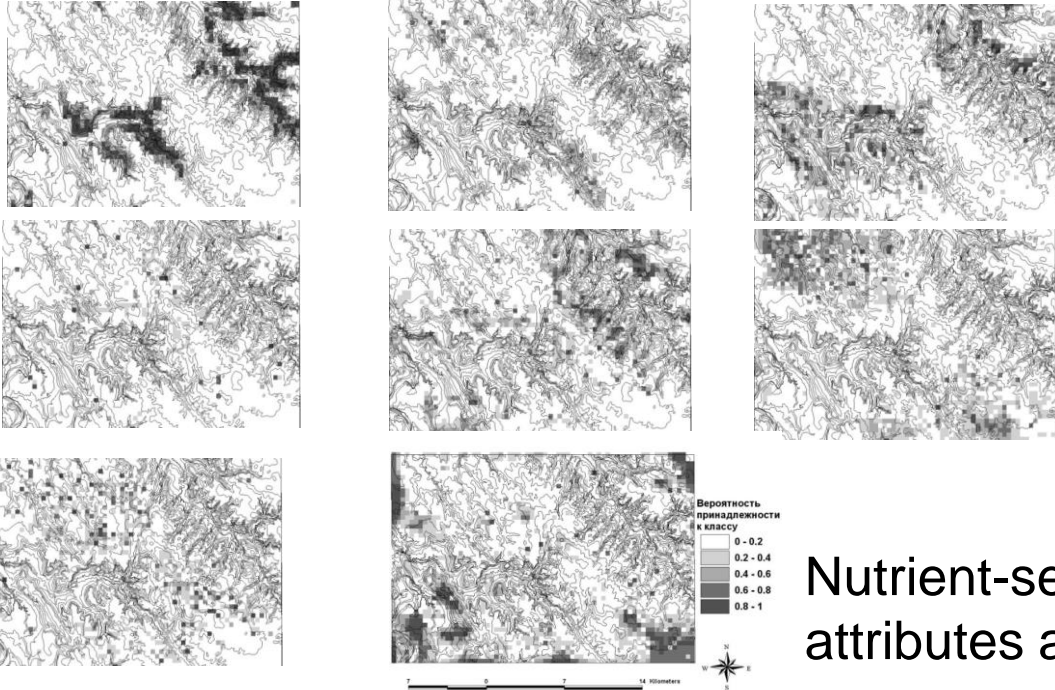 Вероятность
принадлежности
к классу
0 - 0.2
0.2 - 0.4
0.4 - 0.6
0.6 - 0.8
0.8 - 1
Nutrient-se
attributes a
N
W E
S
7 0 7 14 Kilometers